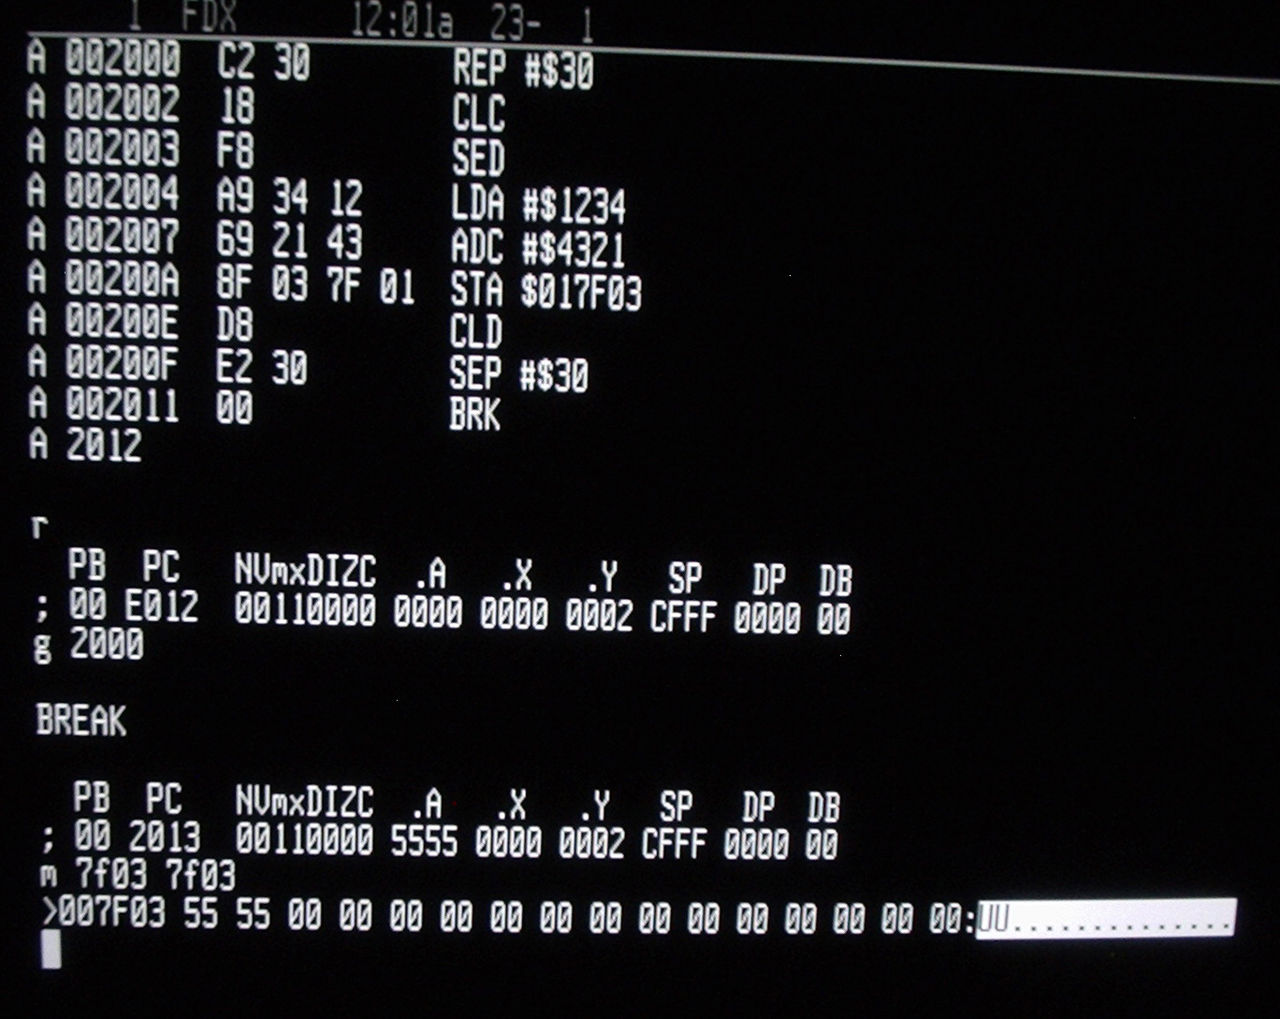 1 FDX 12:01a 23- 1
A 002000 C2 30 REP #$30
A 002002 18 CLC
A 002003 F8 SED
A 002004 A9 34 12 LDA #$1234
A 002007 69 21 43 ADC #$4321
A 00200A 8F 03 7F 01 STA $017F03
A 00200E D8 CLD
A 00200F E2 30 SEP #$30
A 002011 00 BRK
A 2012
r
PB PC NVmxDIZC .A .X .Y SP DP DB
; 00 E012 00110000 0000 0000 0002 CFFF 0000 00
g 2000
BREAK
PB PC NVmxDIZC .A .X .Y SP DP DB
; 00 2013 00110000 5555 0000 0002 CFFF 0000 00
m 7f03 7f03
>007F03 55 55 00 00 00 00 00 00 00 00 00 00 00 00 00 00:UU..............